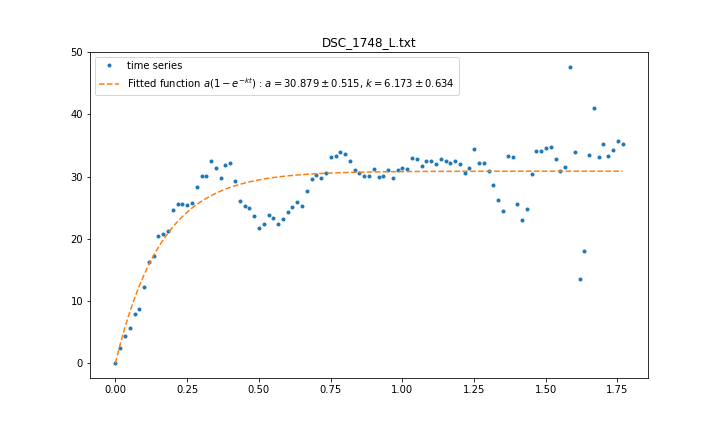 DSC_1748_L.txt
50
time series
Fitted function a(1 − e^{−kt}) : a = 30.879 ± 0.515, k = 6.173 ± 0.634
40
30
20
10
0
0.00 0.25 0.50 0.75 1.00 1.25 1.50 1.75